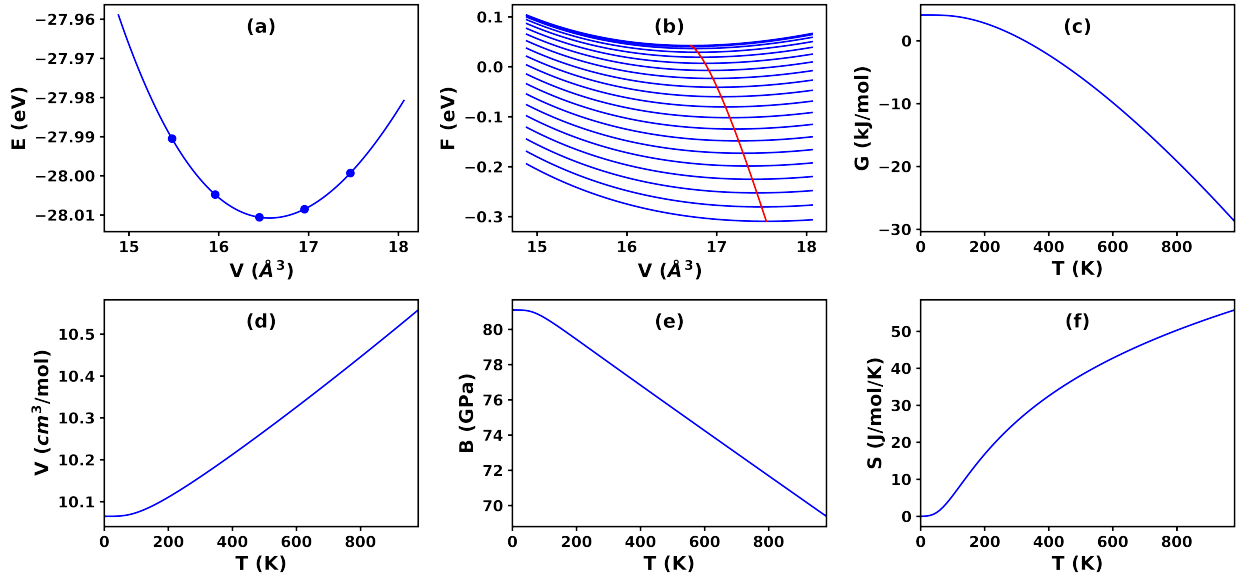 (a)
E (eV)
−27.96
−27.97
−27.98
−27.99
−28.00
−28.01
15 16 17 18
V (Å³)
(b)
F (eV)
0.1
0.0
−0.1
−0.2
−0.3
15 16 17 18
V (Å³)
(c)
G (kJ/mol)
0
−10
−20
−30
0 200 400 600 800
T (K)
(d)
V (cm³/mol)
10.5
10.4
10.3
10.2
10.1
0 200 400 600 800
T (K)
(e)
B (GPa)
80
78
76
74
72
70
0 200 400 600 800
T (K)
(f)
S (J/mol/K)
50
40
30
20
10
0
0 200 400 600 800
T (K)